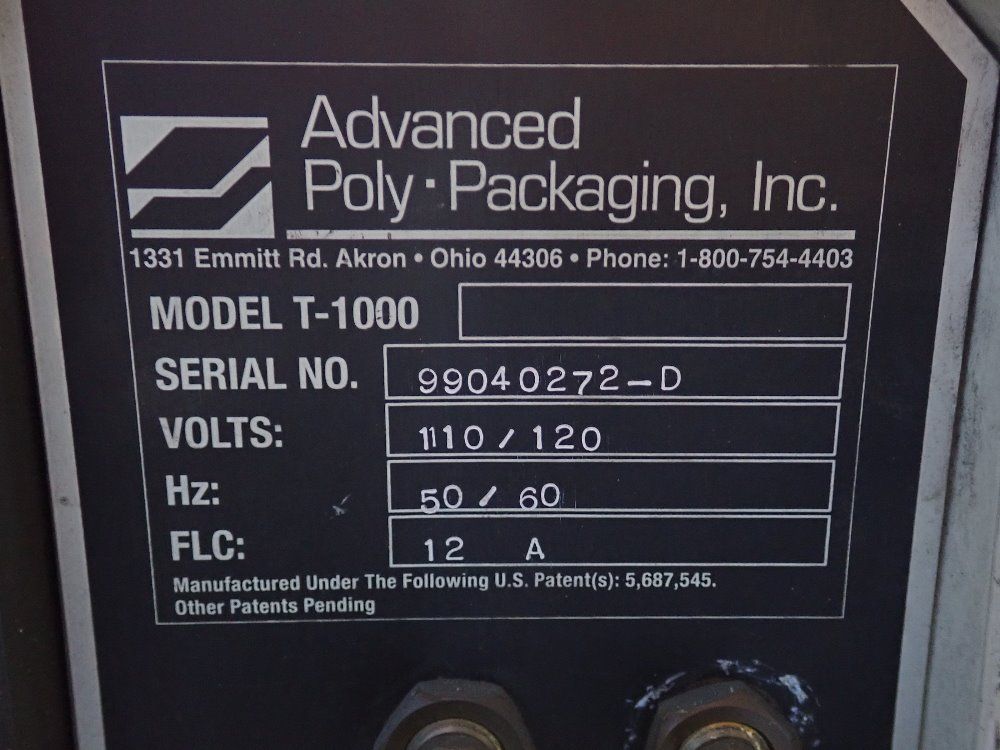 Advanced
Poly·Packaging, Inc.
1331 Emmitt Rd. Akron • Ohio 44306 • Phone: 1-800-754-4403
MODEL T-1000
SERIAL NO. 99040272-D
VOLTS: 110/120
Hz: 50/60
FLC: 12 A
Manufactured Under The Following U.S. Patent(s): 5,687,545.
Other Patents Pending